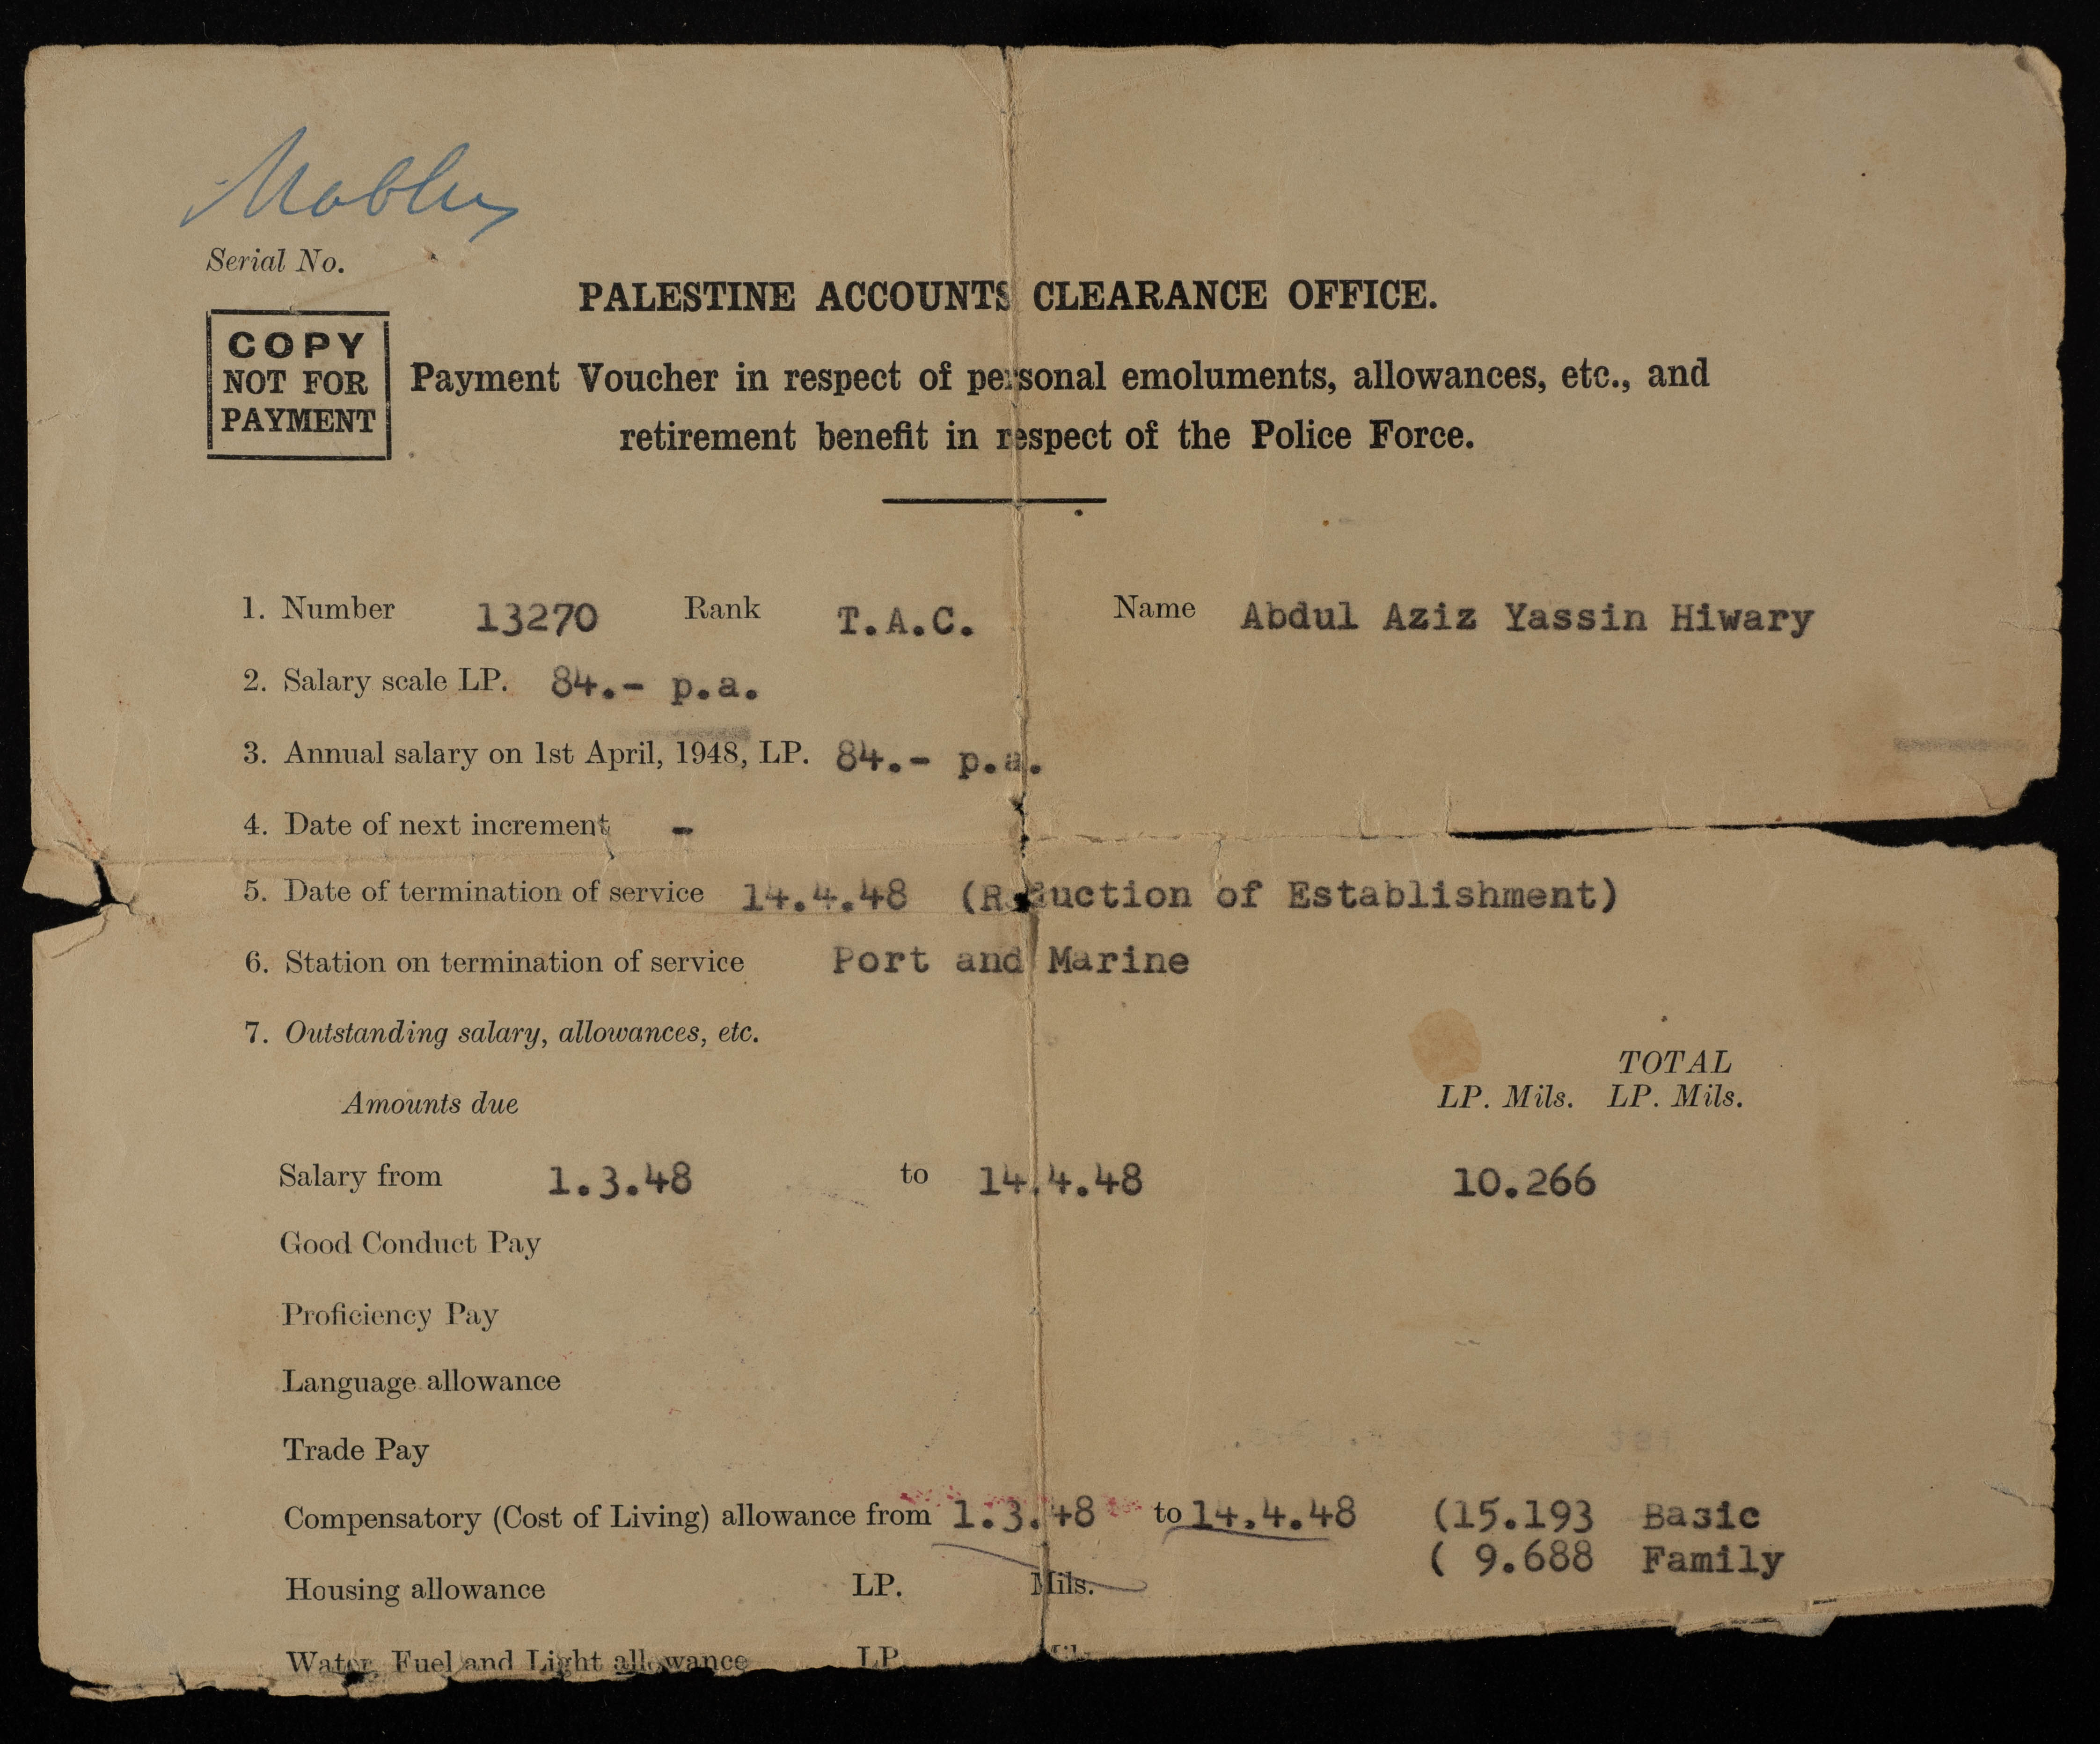 Serial No.
COPY
NOT FOR
PAYMENT
PALESTINE ACCOUNTS CLEARANCE OFFICE.
Payment Voucher in respect of personal emoluments, allowances, etc., and
retirement benefit in respect of the Police Force.
1. Number 13270 Rank T.A.C. Name Abdul Aziz Yassin Hiwary
2. Salary scale LP. 84.- p.a.
3. Annual salary on 1st April, 1948, LP. 84.- p.a.
4. Date of next increment -
5. Date of termination of service 14.4.48 (Reduction of Establishment)
6. Station on termination of service Port and Marine
7. Outstanding salary, allowances, etc.
TOTAL
Amounts due LP. Mils. LP. Mils.
Salary from 1.3.48 to 14.4.48 10.266
Good Conduct Pay
Proficiency Pay
Language allowance
Trade Pay
Compensatory (Cost of Living) allowance from 1.3.48 to 14.4.48 (15.193 Basic
( 9.688 Family
Housing allowance LP. Mils.
Water, Fuel and Light allowance LP.